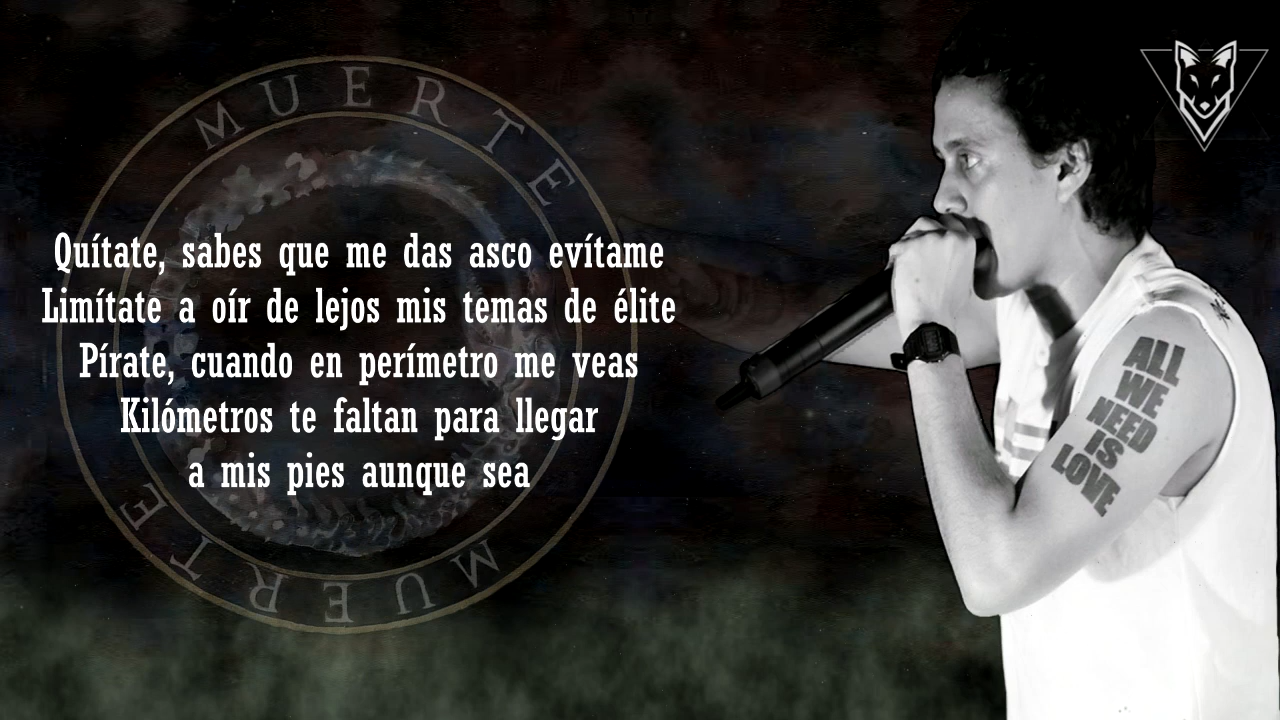 MUERTE
Quítate, sabes que me das asco evítame
Limítate a oír de lejos mis temas de élite
Pírate, cuando en perímetro me veas
Kilómetros te faltan para llegar
a mis pies aunque sea
MUERTE
ALL
WE
NEED
IS
LOVE